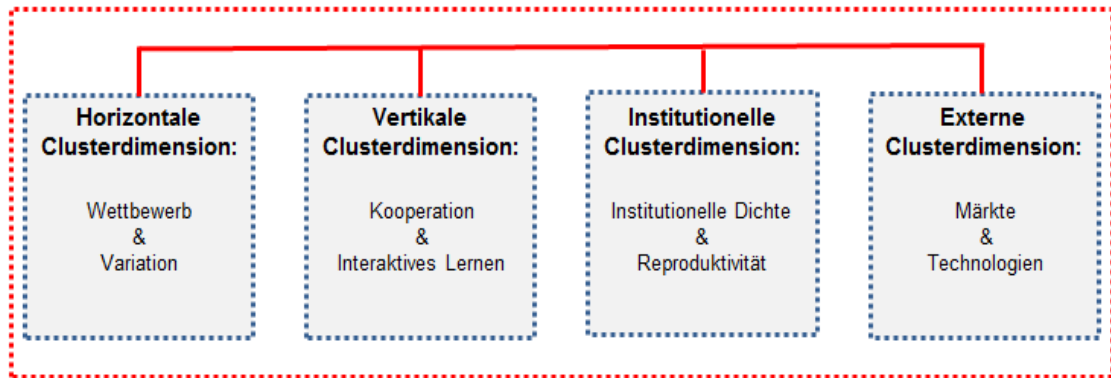 Horizontale
Clusterdimension:
Wettbewerb
&
Variation
Vertikale
Clusterdimension:
Kooperation
&
Interaktives Lernen
Institutionelle
Clusterdimension:
Institutionelle Dichte
&
Reproduktivität
Externe
Clusterdimension:
Märkte
&
Technologien